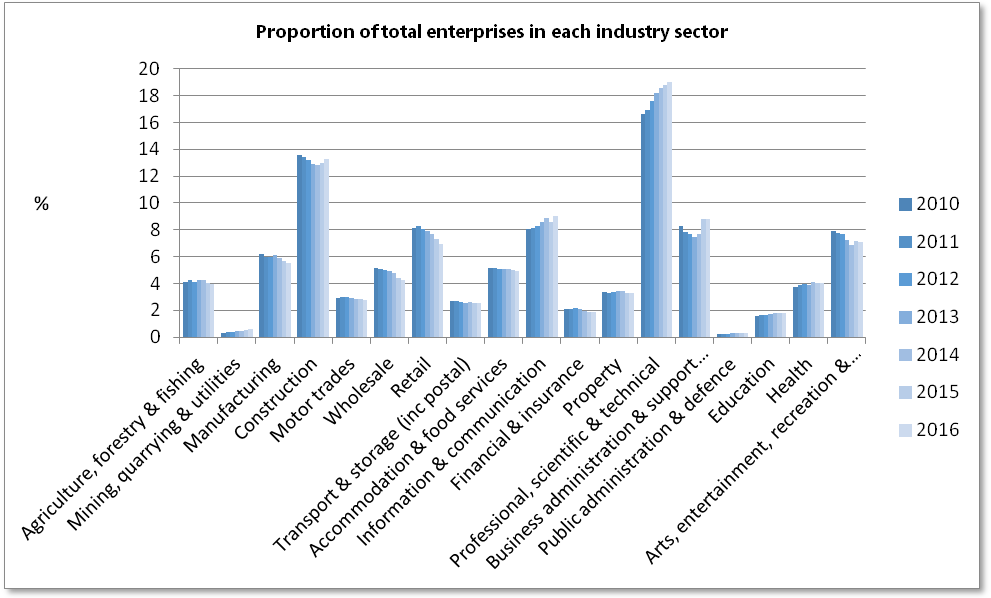 Proportion of total enterprises in each industry sector
20
18
16
14
12
10
8
6
4
2
0
%
Agriculture, forestry & fishing
Mining, quarrying & utilities
Manufacturing
Construction
Motor trades
Wholesale
Retail
Transport & storage (inc postal)
Accommodation & food services
Information & communication
Financial & insurance
Property
Professional, scientific & technical
Business administration & support...
Public administration & defence
Education
Health
Arts, entertainment, recreation &...
2010
2011
2012
2013
2014
2015
2016